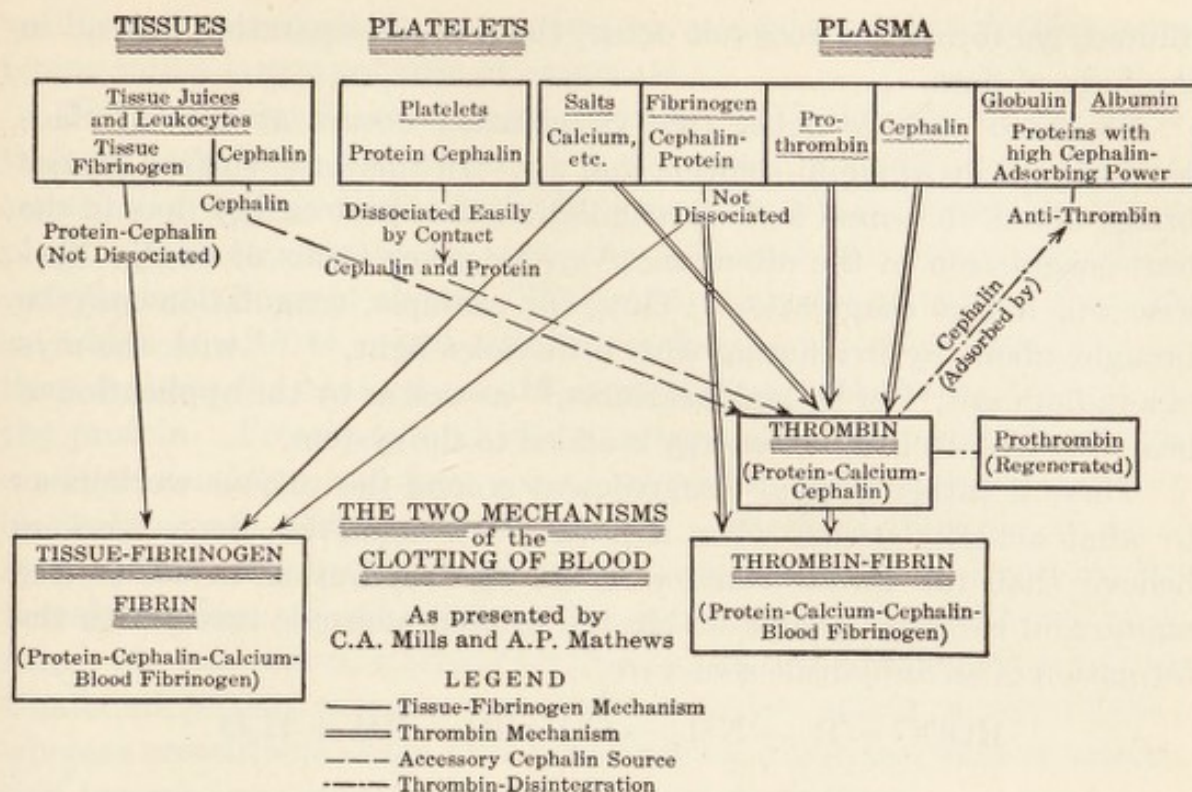 TISSUES
PLATELETS
PLASMA
Tissue Juices
and Leukocytes
Tissue
Fibrinogen
Cephalin
Platelets
Protein Cephalin
Salts
Calcium,
etc.
Fibrinogen
Cephalin-
Protein
Pro-
thrombin
Cephalin
Globulin
Albumin
Proteins with
high Cephalin-
Adsorbing Power
Cephalin
Protein-Cephalin
(Not Dissociated)
Dissociated Easily
by Contact
Cephalin and Protein
Not
Dissociated
Anti-Thrombin
Cephalin
(Adsorbed by)
THROMBIN
(Protein-Calcium-
Cephalin)
Prothrombin
(Regenerated)
THE TWO MECHANISMS
of the
CLOTTING OF BLOOD
As presented by
C.A. Mills and A.P. Mathews
TISSUE-FIBRINOGEN
FIBRIN
(Protein-Cephalin-Calcium-
Blood Fibrinogen)
THROMBIN-FIBRIN
(Protein-Calcium-Cephalin-
Blood Fibrinogen)
LEGEND
Tissue-Fibrinogen Mechanism
Thrombin Mechanism
Accessory Cephalin Source
Thrombin-Disintegration